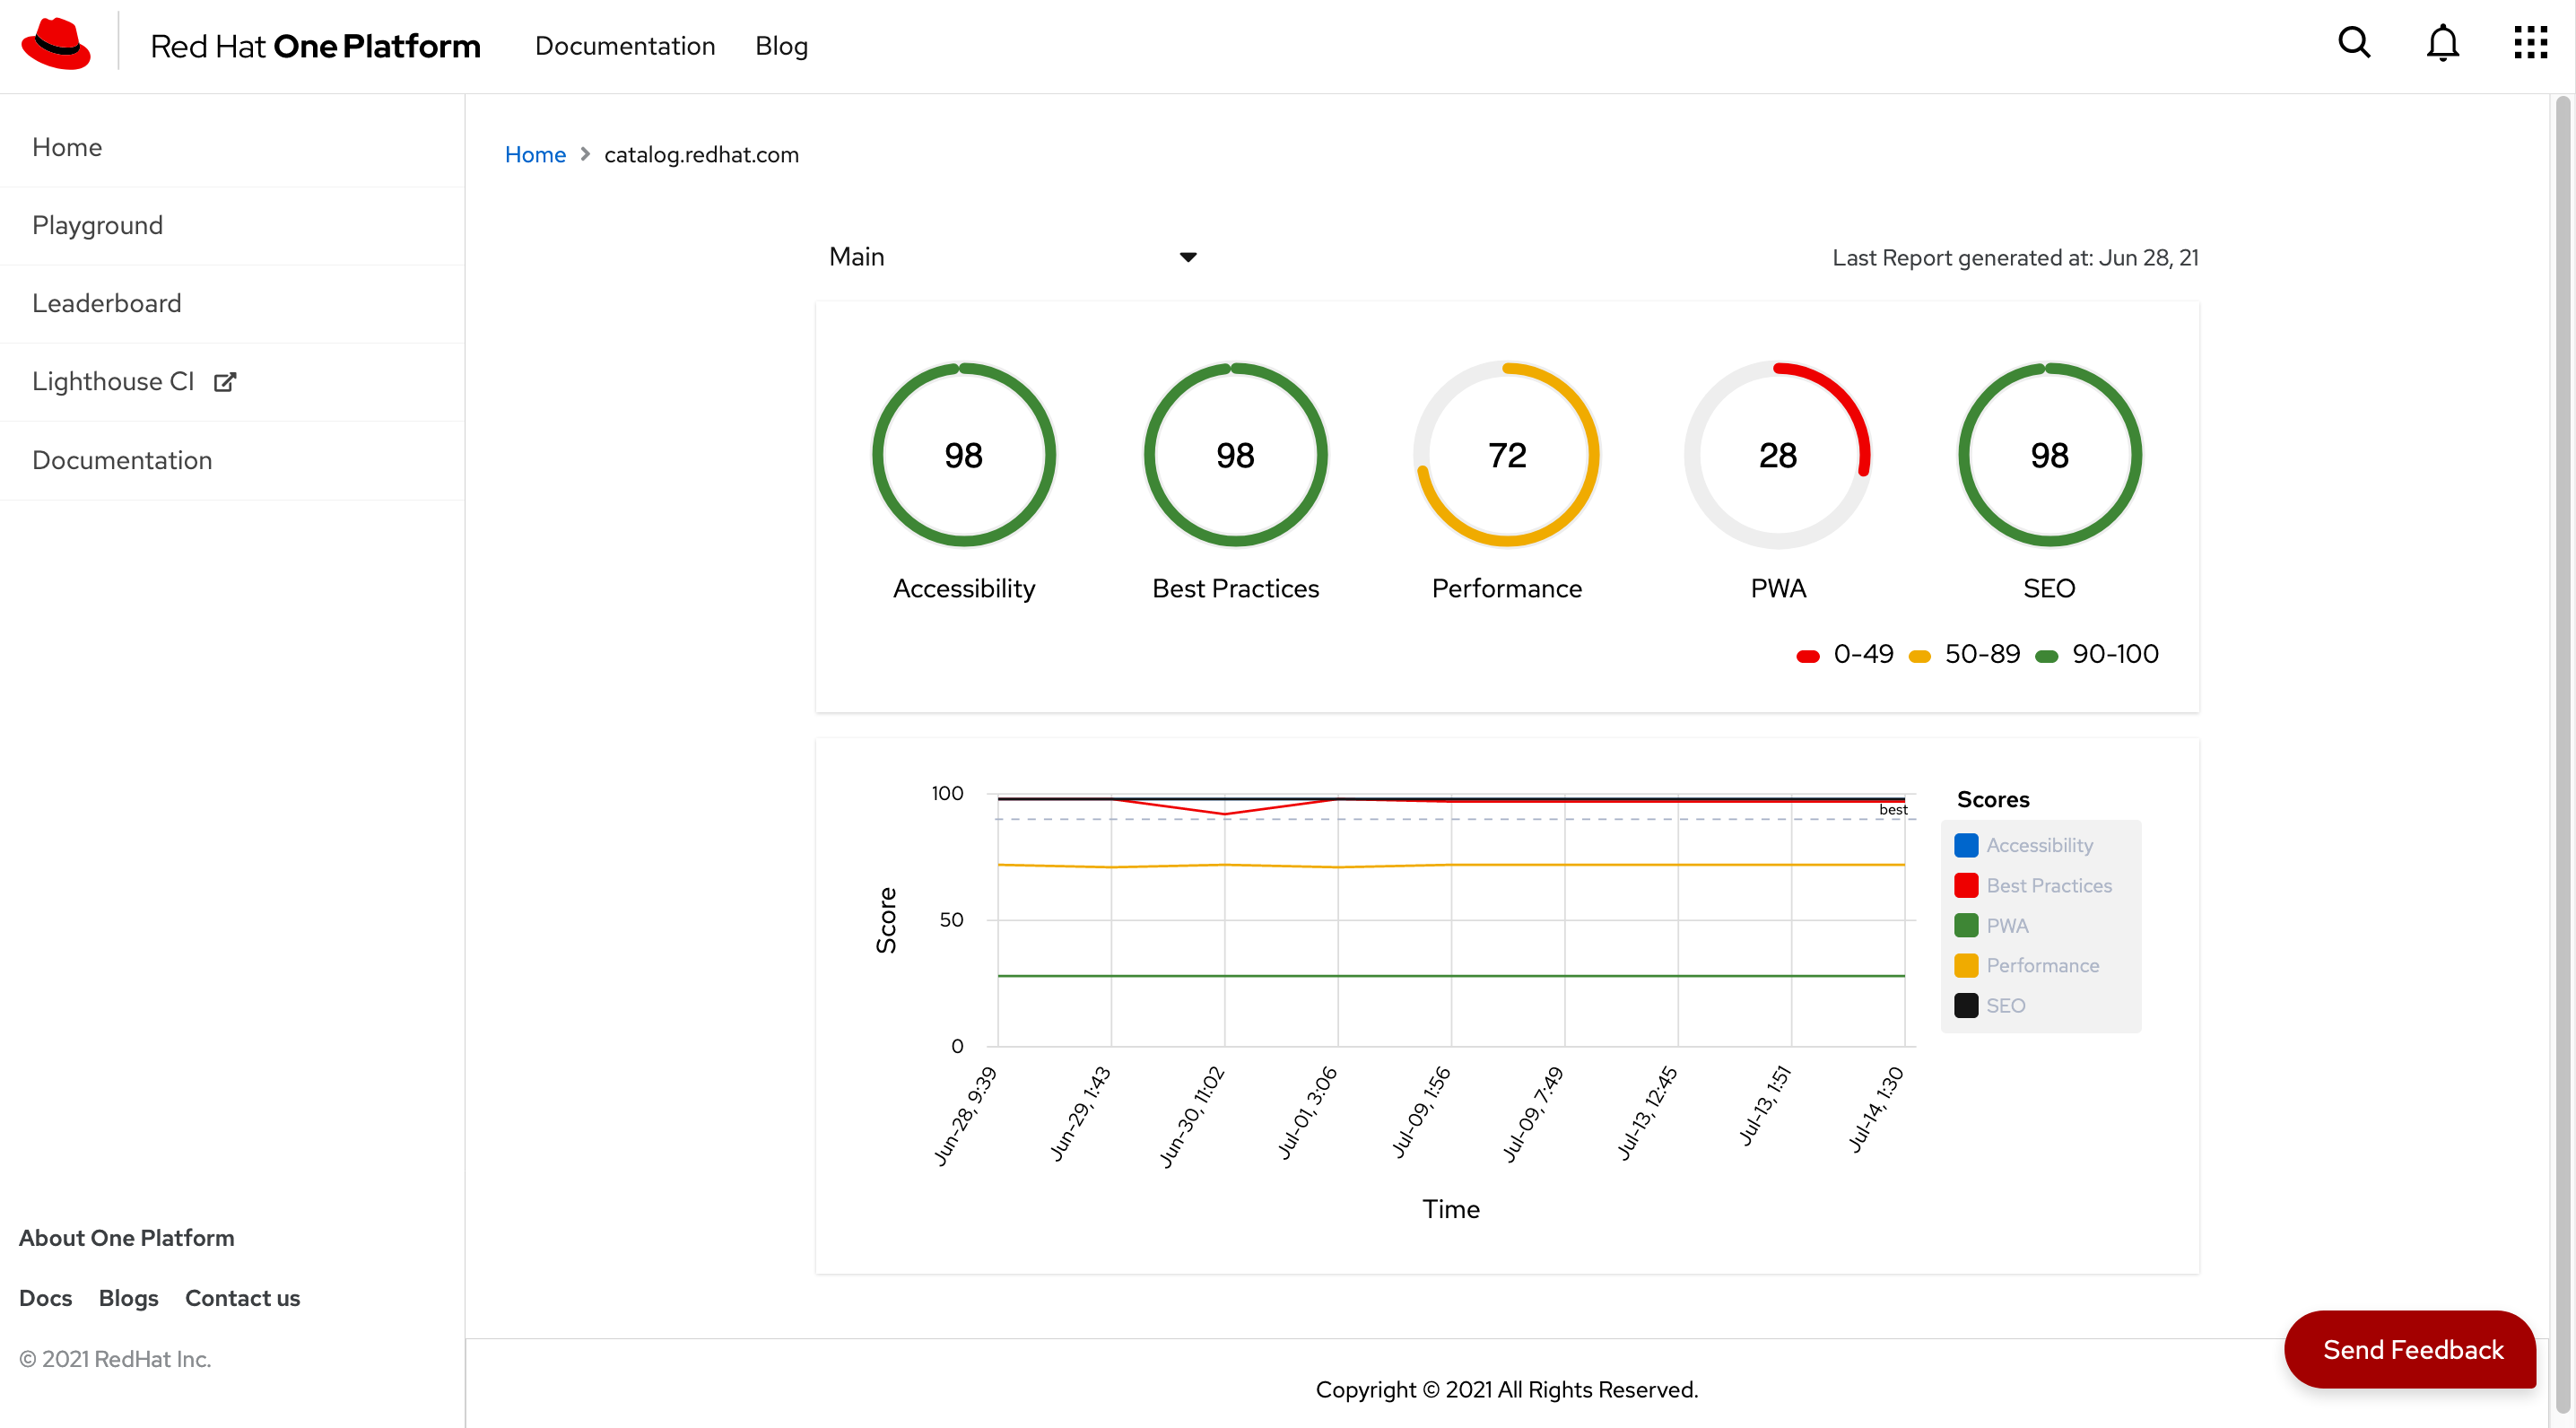 Red Hat One Platform Documentation Blog
Home
Playground
Leaderboard
Lighthouse CI
Documentation
About One Platform
Docs Blogs Contact us
© 2021 RedHat Inc.
Home > catalog.redhat.com
Main
Last Report generated at: Jun 28, 21
98 98 72 28 98
Accessibility Best Practices Performance PWA SEO
0-49 50-89 90-100
Score
100
50
0
best
Scores
Accessibility
Best Practices
PWA
Performance
SEO
Jun-28, 9:39
Jun-29, 1:43
Jun-30, 11:02
Jul-01, 3:06
Jul-09, 1:56
Jul-09, 7:49
Jul-13, 12:45
Jul-13, 1:51
Jul-14, 1:30
Time
Send Feedback
Copyright © 2021 All Rights Reserved.